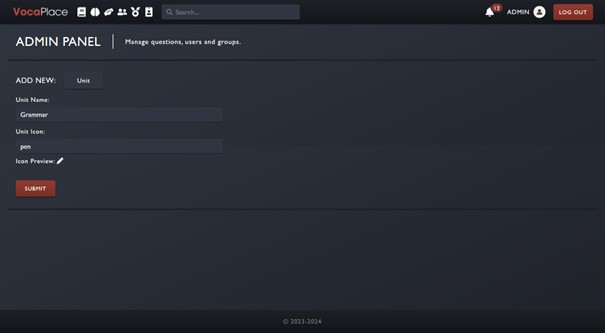 VocaPlace
Search...
12
ADMIN
LOG OUT
ADMIN PANEL
Manage questions, users and groups.
ADD NEW:
Unit
Unit Name:
Grammar
Unit Icon:
pen
Icon Preview:
SUBMIT
© 2023-2024